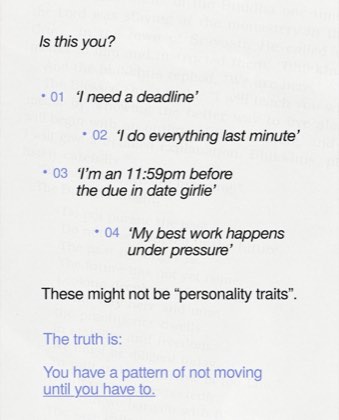 Is this you?
• 01 ‘I need a deadline’
• 02 ‘I do everything last minute’
• 03 ‘I’m an 11:59pm before
the due in date girlie’
• 04 ‘My best work happens
under pressure’
These might not be “personality traits”.
The truth is:
You have a pattern of not moving
until you have to.